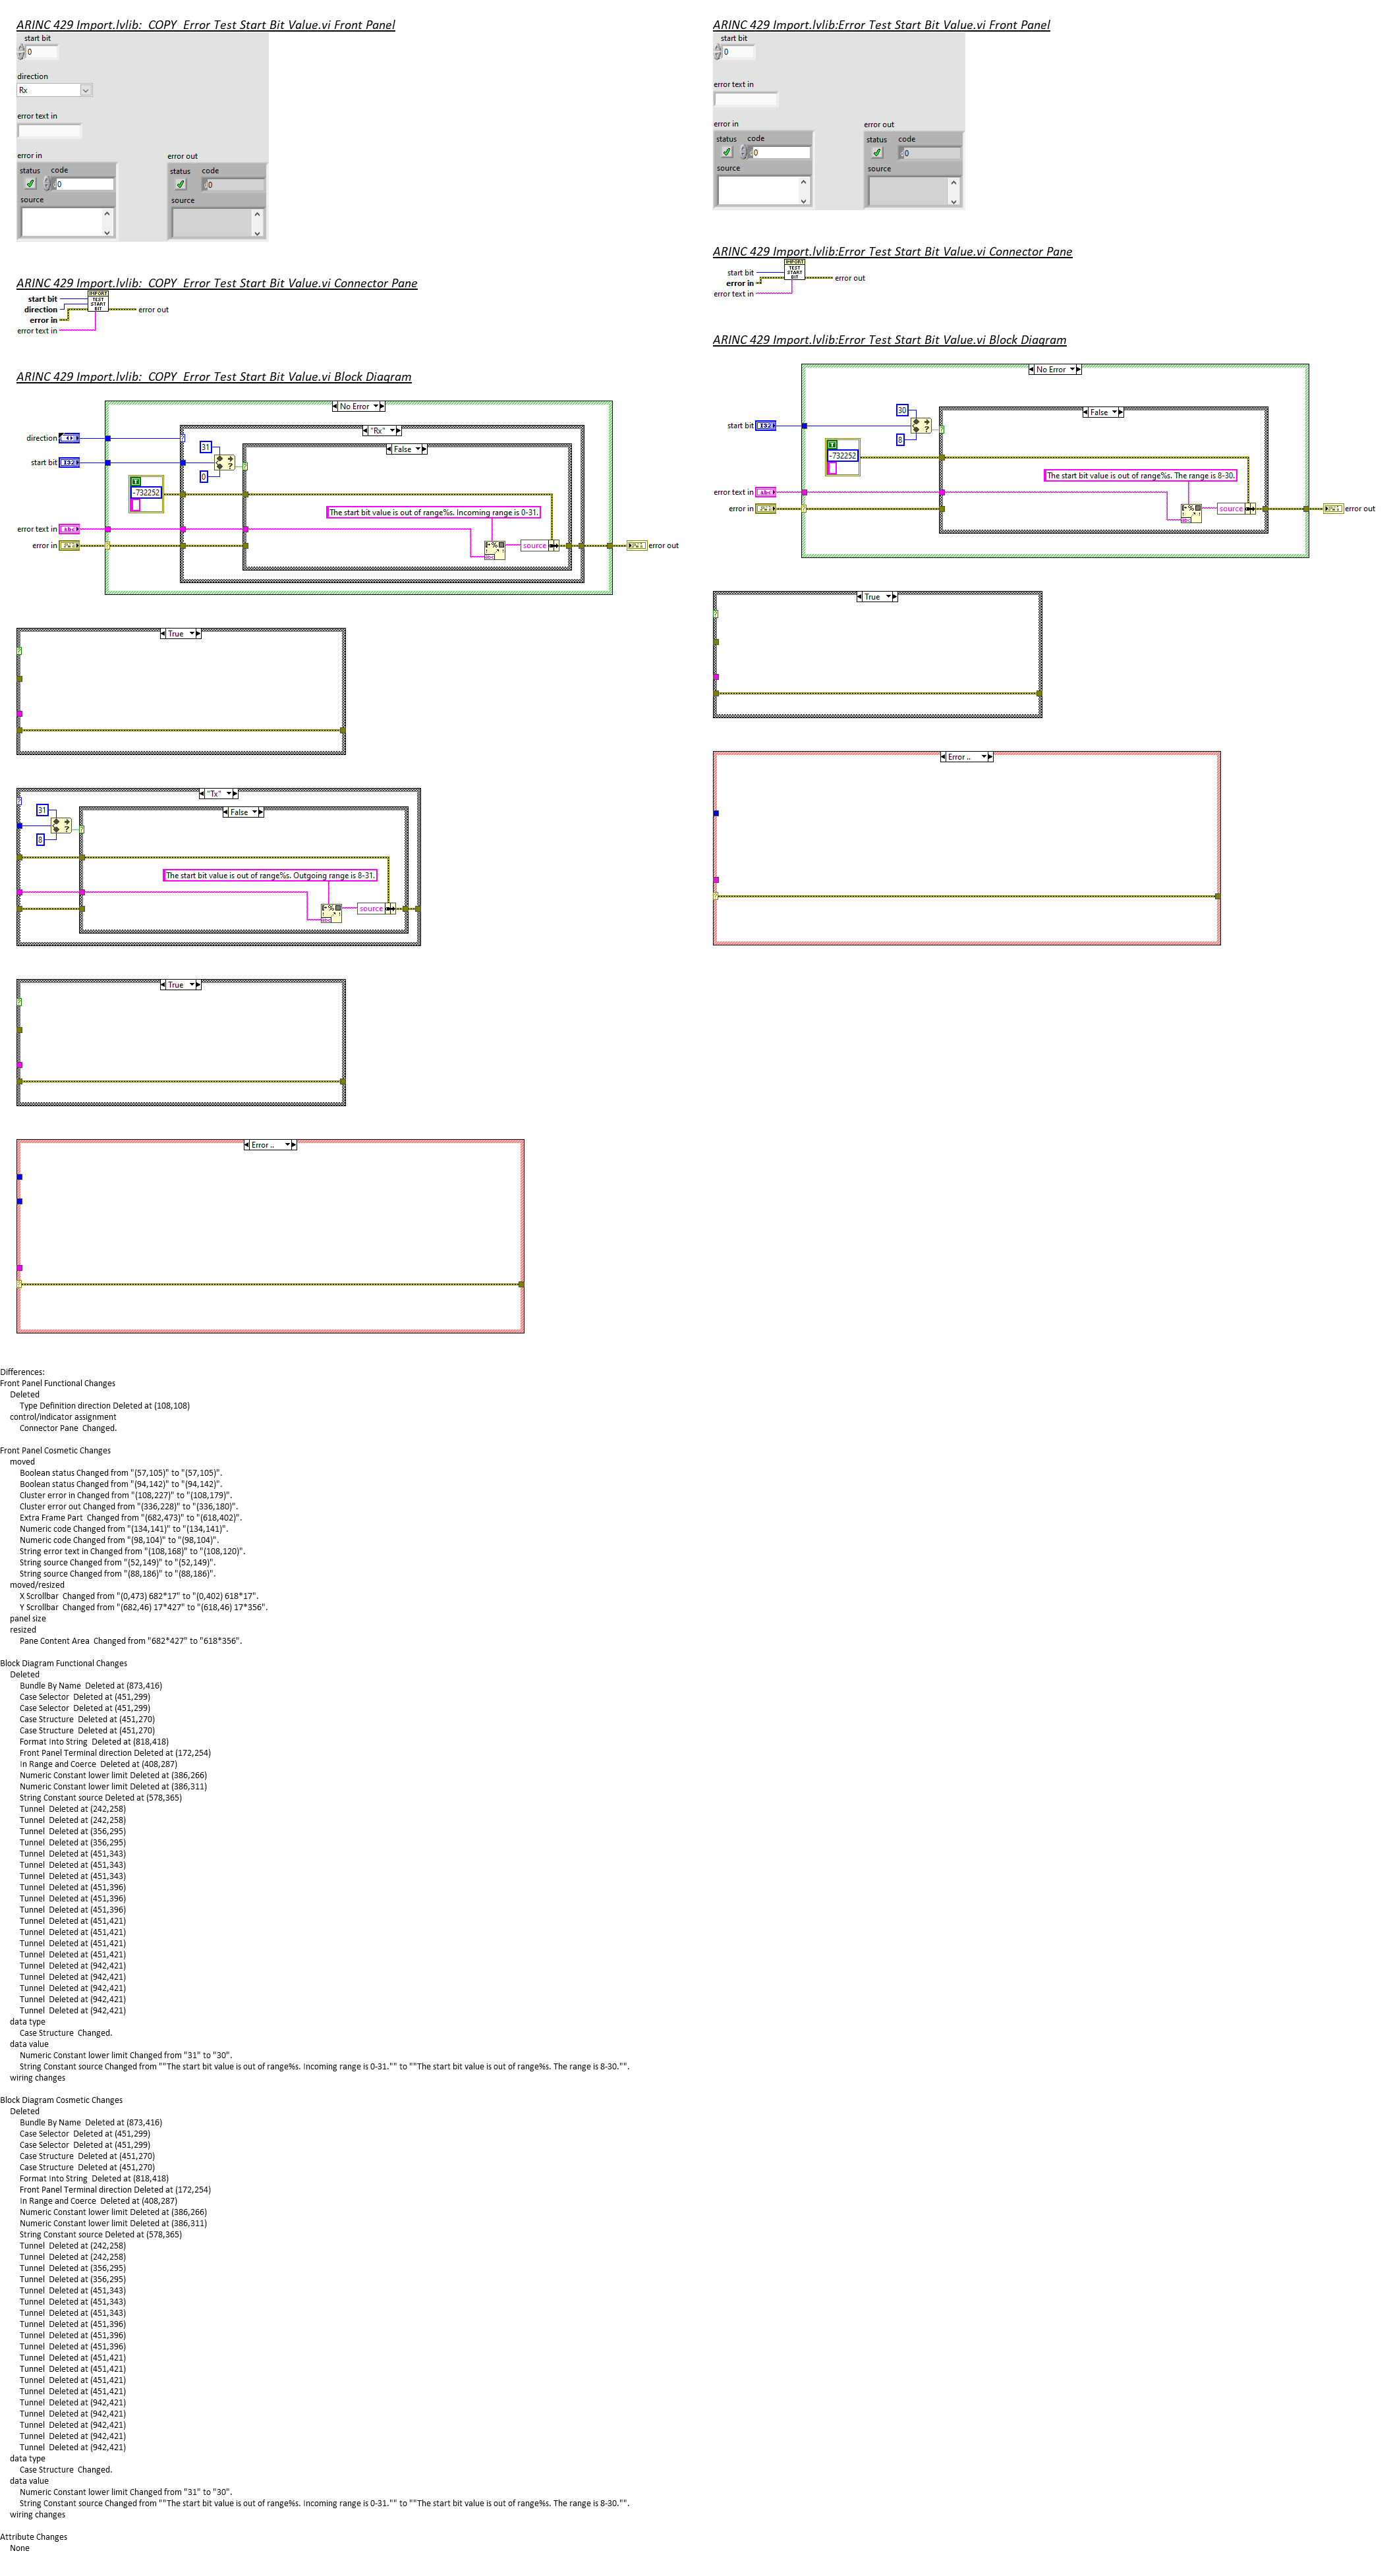 ARINC 429 Import.lvlib:  COPY  Error Test Start Bit Value.vi Front Panel
start bit
0
direction
Rx
error text in
error in
status code
0
source
error out
status code
0
source
ARINC 429 Import.lvlib:  COPY  Error Test Start Bit Value.vi Connector Pane
start bit
direction
error in
error text in
IMPORT
TEST
START
BIT
error out
ARINC 429 Import.lvlib:  COPY  Error Test Start Bit Value.vi Block Diagram
No Error
"Rx"
False
direction
start bit
31
0
-732252
The start bit value is out of range%s. Incoming range is 0-31.
error text in
error in
source
error out
True
"Tx"
False
31
8
The start bit value is out of range%s. Outgoing range is 8-31.
source
True
Error ..
ARINC 429 Import.lvlib:Error Test Start Bit Value.vi Front Panel
start bit
0
error text in
error in
status code
0
source
error out
status code
0
source
ARINC 429 Import.lvlib:Error Test Start Bit Value.vi Connector Pane
start bit
error in
error text in
IMPORT
TEST
START
BIT
error out
ARINC 429 Import.lvlib:Error Test Start Bit Value.vi Block Diagram
No Error
False
30
start bit
8
-732252
The start bit value is out of range%s. The range is 8-30.
error text in
error in
source
error out
True
Error ..
Differences:
Front Panel Functional Changes
Deleted
Type Definition direction Deleted at (108,108)
control/indicator assignment
Connector Pane  Changed.
Front Panel Cosmetic Changes
moved
Boolean status Changed from "(57,105)" to "(57,105)".
Boolean status Changed from "(94,142)" to "(94,142)".
Cluster error in Changed from "(108,227)" to "(108,179)".
Cluster error out Changed from "(336,228)" to "(336,180)".
Extra Frame Part  Changed from "(682,473)" to "(618,402)".
Numeric code Changed from "(134,141)" to "(134,141)".
Numeric code Changed from "(98,104)" to "(98,104)".
String error text in Changed from "(108,168)" to "(108,120)".
String source Changed from "(52,149)" to "(52,149)".
String source Changed from "(88,186)" to "(88,186)".
moved/resized
X Scrollbar  Changed from "(0,473) 682*17" to "(0,402) 618*17".
Y Scrollbar  Changed from "(682,46) 17*427" to "(618,46) 17*356".
panel size
resized
Pane Content Area  Changed from "682*427" to "618*356".
Block Diagram Functional Changes
Deleted
Bundle By Name  Deleted at (873,416)
Case Selector  Deleted at (451,299)
Case Selector  Deleted at (451,299)
Case Structure  Deleted at (451,270)
Case Structure  Deleted at (451,270)
Format Into String  Deleted at (818,418)
Front Panel Terminal direction Deleted at (172,254)
In Range and Coerce  Deleted at (408,287)
Numeric Constant lower limit Deleted at (386,266)
Numeric Constant lower limit Deleted at (386,311)
String Constant source Deleted at (578,365)
Tunnel  Deleted at (242,258)
Tunnel  Deleted at (242,258)
Tunnel  Deleted at (356,295)
Tunnel  Deleted at (356,295)
Tunnel  Deleted at (451,343)
Tunnel  Deleted at (451,343)
Tunnel  Deleted at (451,343)
Tunnel  Deleted at (451,396)
Tunnel  Deleted at (451,396)
Tunnel  Deleted at (451,396)
Tunnel  Deleted at (451,421)
Tunnel  Deleted at (451,421)
Tunnel  Deleted at (451,421)
Tunnel  Deleted at (451,421)
Tunnel  Deleted at (942,421)
Tunnel  Deleted at (942,421)
Tunnel  Deleted at (942,421)
Tunnel  Deleted at (942,421)
Tunnel  Deleted at (942,421)
data type
Case Structure  Changed.
data value
Numeric Constant lower limit Changed from "31" to "30".
String Constant source Changed from ""The start bit value is out of range%s. Incoming range is 0-31."" to ""The start bit value is out of range%s. The range is 8-30."".
wiring changes
Block Diagram Cosmetic Changes
Deleted
Bundle By Name  Deleted at (873,416)
Case Selector  Deleted at (451,299)
Case Selector  Deleted at (451,299)
Case Structure  Deleted at (451,270)
Case Structure  Deleted at (451,270)
Format Into String  Deleted at (818,418)
Front Panel Terminal direction Deleted at (172,254)
In Range and Coerce  Deleted at (408,287)
Numeric Constant lower limit Deleted at (386,266)
Numeric Constant lower limit Deleted at (386,311)
String Constant source Deleted at (578,365)
Tunnel  Deleted at (242,258)
Tunnel  Deleted at (242,258)
Tunnel  Deleted at (356,295)
Tunnel  Deleted at (356,295)
Tunnel  Deleted at (451,343)
Tunnel  Deleted at (451,343)
Tunnel  Deleted at (451,343)
Tunnel  Deleted at (451,396)
Tunnel  Deleted at (451,396)
Tunnel  Deleted at (451,396)
Tunnel  Deleted at (451,421)
Tunnel  Deleted at (451,421)
Tunnel  Deleted at (451,421)
Tunnel  Deleted at (451,421)
Tunnel  Deleted at (942,421)
Tunnel  Deleted at (942,421)
Tunnel  Deleted at (942,421)
Tunnel  Deleted at (942,421)
Tunnel  Deleted at (942,421)
data type
Case Structure  Changed.
data value
Numeric Constant lower limit Changed from "31" to "30".
String Constant source Changed from ""The start bit value is out of range%s. Incoming range is 0-31."" to ""The start bit value is out of range%s. The range is 8-30."".
wiring changes
Attribute Changes
None